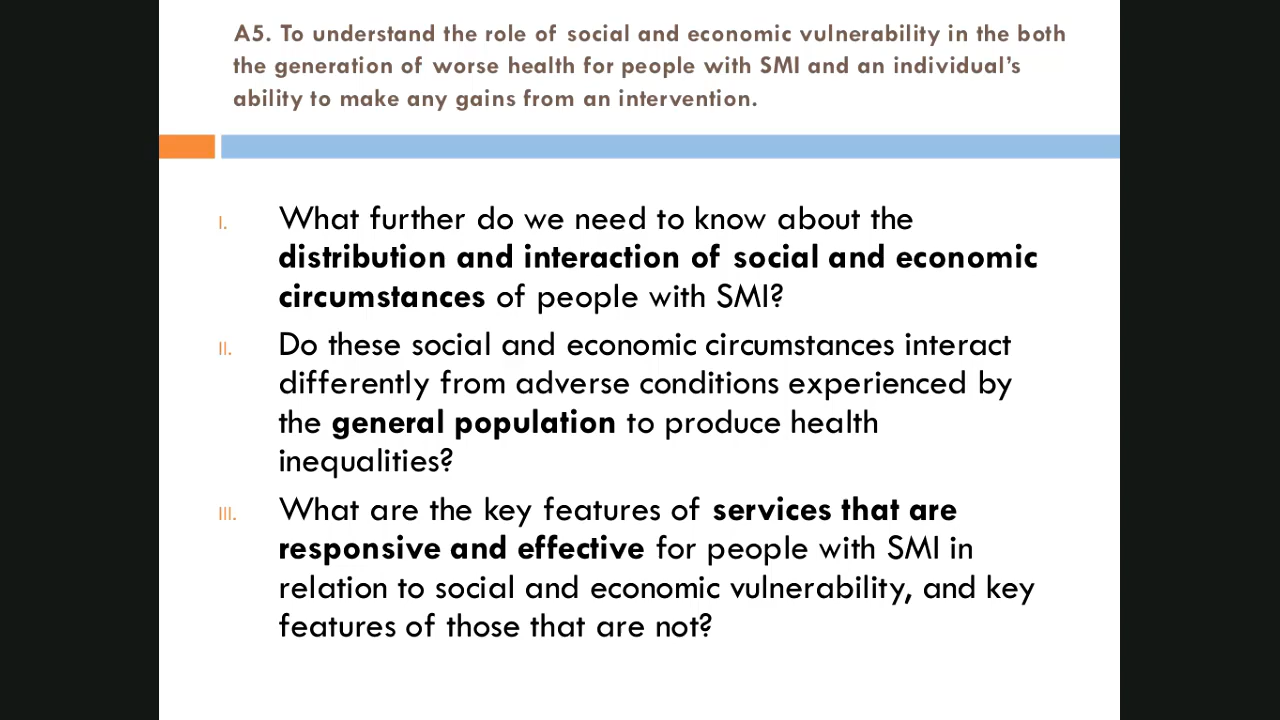 A5. To understand the role of social and economic vulnerability in the both
the generation of worse health for people with SMI and an individual's
ability to make any gains from an intervention.
I. What further do we need to know about the
distribution and interaction of social and economic
circumstances of people with SMI?
II. Do these social and economic circumstances interact
differently from adverse conditions experienced by
the general population to produce health
inequalities?
III. What are the key features of services that are
responsive and effective for people with SMI in
relation to social and economic vulnerability, and key
features of those that are not?